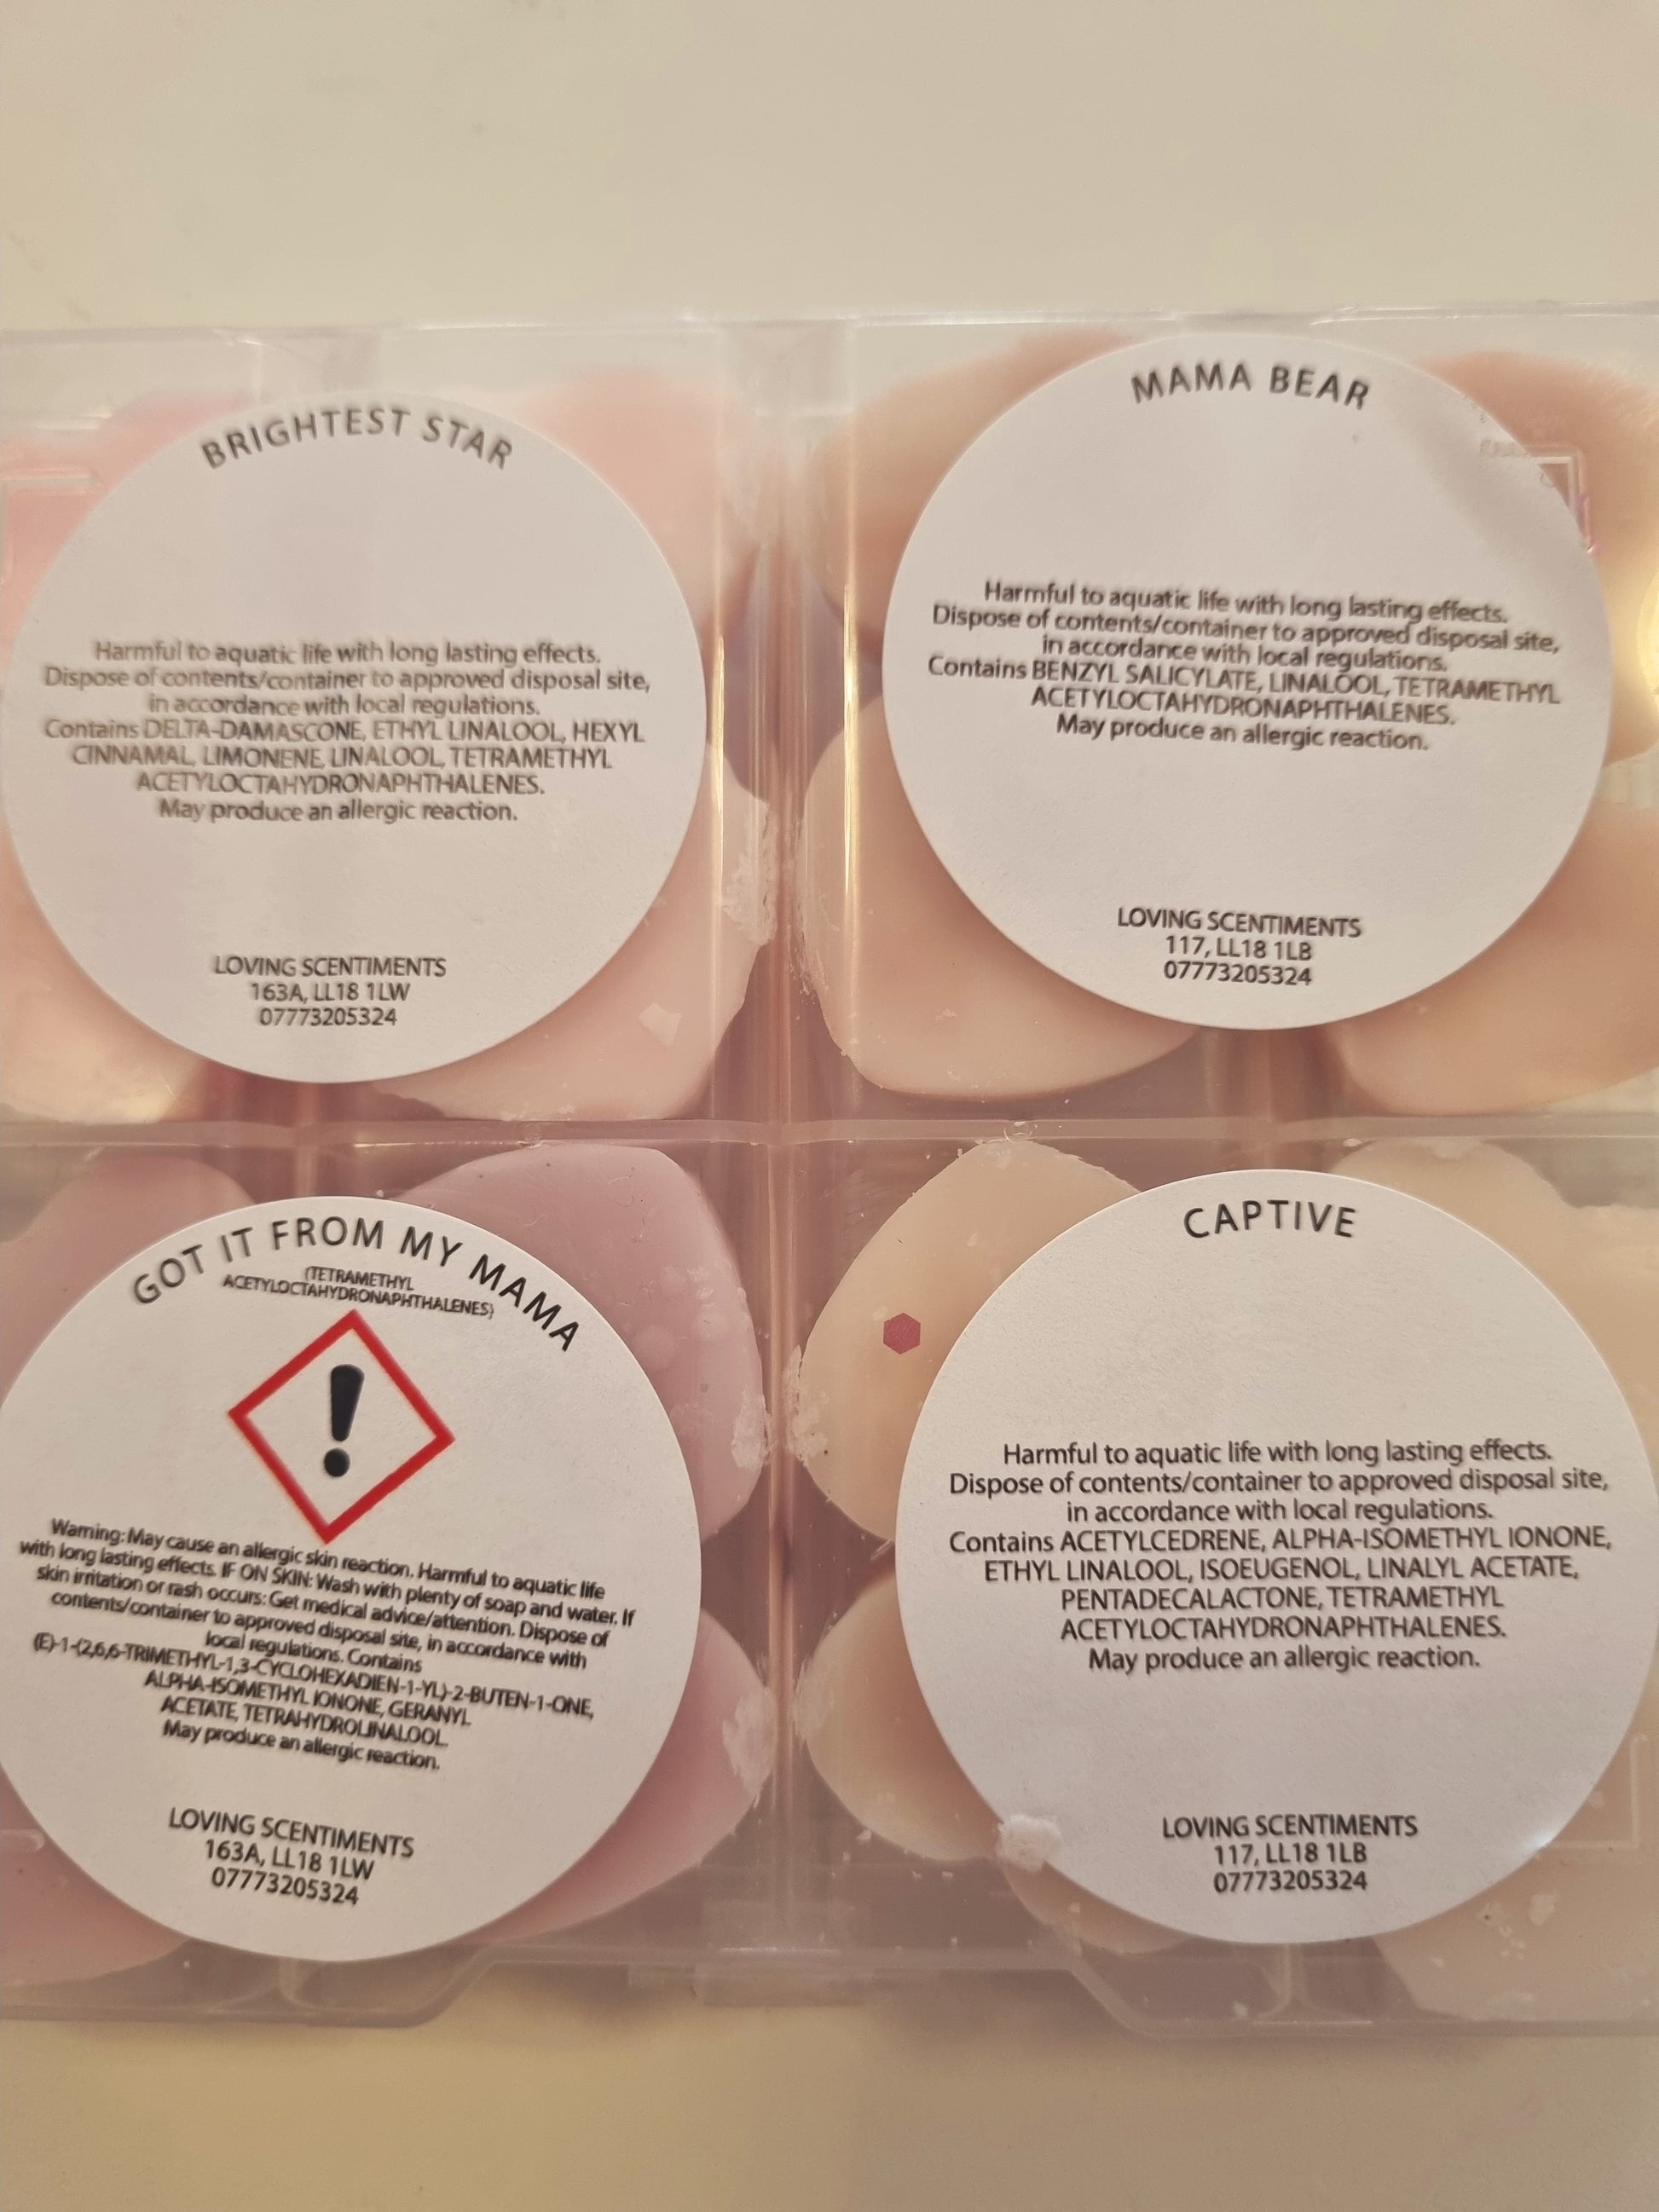 BRIGHTEST STAR
Harmful to aquatic life with long lasting effects.
Dispose of contents/container to approved disposal site,
in accordance with local regulations.
Contains DELTA-DAMASCONE, ETHYL LINALOOL, HEXYL
CINNAMAL, LIMONENE, LINALOOL, TETRAMETHYL
ACETYLOCTAHYDRONAPHTHALENES.
May produce an allergic reaction.
LOVING SCENTIMENTS
163A, LL18 1LW
07773205324
MAMA BEAR
Harmful to aquatic life with long lasting effects.
Dispose of contents/container to approved disposal site,
in accordance with local regulations.
Contains BENZYL SALICYLATE, LINALOOL, TETRAMETHYL
ACETYLOCTAHYDRONAPHTHALENES.
May produce an allergic reaction.
LOVING SCENTIMENTS
117, LL18 1LB
07773205324
GOT IT FROM MY MAMA
(TETRAMETHYL
ACETYLOCTAHYDRONAPHTHALENES)
!
Warning: May cause an allergic skin reaction. Harmful to aquatic life
with long lasting effects. IF ON SKIN: Wash with plenty of soap and water. If
skin irritation or rash occurs: Get medical advice/attention. Dispose of
contents/container to approved disposal site, in accordance with
local regulations. Contains
(E)-1-(2,6,6-TRIMETHYL-1,3-CYCLOHEXADIEN-1-YL)-2-BUTEN-1-ONE,
ALPHA-ISOMETHYL IONONE, GERANYL
ACETATE, TETRAHYDROLINALOOL.
May produce an allergic reaction.
LOVING SCENTIMENTS
163A, LL18 1LW
07773205324
CAPTIVE
Harmful to aquatic life with long lasting effects.
Dispose of contents/container to approved disposal site,
in accordance with local regulations.
Contains ACETYLCEDRENE, ALPHA-ISOMETHYL IONONE,
ETHYL LINALOOL, ISOEUGENOL, LINALYL ACETATE,
PENTADECALACTONE, TETRAMETHYL
ACETYLOCTAHYDRONAPHTHALENES.
May produce an allergic reaction.
LOVING SCENTIMENTS
117, LL18 1LB
07773205324